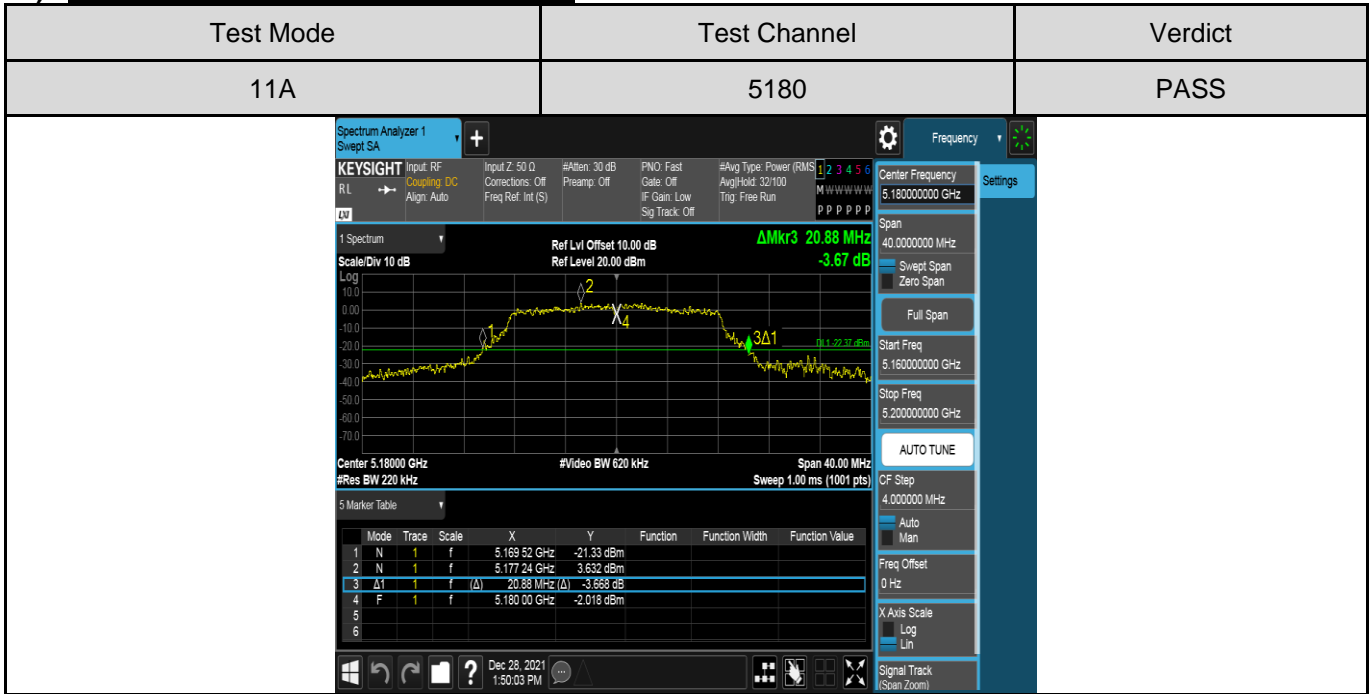 Test Mode Test Channel Verdict
11A 5180 PASS
Spectrum Analyzer 1
Swept SA
+
Frequency
KEYSIGHT Input: RF Input Z: 50 Ω #Atten: 30 dB PNO: Fast #Avg Type: Power (RMS 1 2 3 4 5 6
RL Coupling: DC Corrections: Off Preamp: Off Gate: Off Avg|Hold: 32/100 M W W W W W
Align: Auto Freq Ref: Int (S) IF Gain: Low Trig: Free Run
LXI Sig Track: Off P P P P P P
1 Spectrum Ref Lvl Offset 10.00 dB ΔMkr3 20.88 MHz
Scale/Div 10 dB Ref Level 20.00 dBm -3.67 dB
Log
10.0
0.00
-10.0
-20.0
-30.0
-40.0
-50.0
-60.0
-70.0
2
4
1
3Δ1
DL1 -22.37 dBm
Center 5.18000 GHz #Video BW 620 kHz Span 40.00 MHz
#Res BW 220 kHz Sweep 1.00 ms (1001 pts)
5 Marker Table
Mode Trace Scale X Y Function Function Width Function Value
1 N 1 f 5.169 52 GHz -21.33 dBm
2 N 1 f 5.177 24 GHz 3.632 dBm
3 Δ1 1 f (Δ) 20.88 MHz (Δ) -3.668 dB
4 F 1 f 5.180 00 GHz -2.018 dBm
5
6
?
Dec 28, 2021
1:50:03 PM
Center Frequency
5.180000000 GHz
Settings
Span
40.0000000 MHz
Swept Span
Zero Span
Full Span
Start Freq
5.160000000 GHz
Stop Freq
5.200000000 GHz
AUTO TUNE
CF Step
4.000000 MHz
Auto
Man
Freq Offset
0 Hz
X Axis Scale
Log
Lin
Signal Track
(Span Zoom)